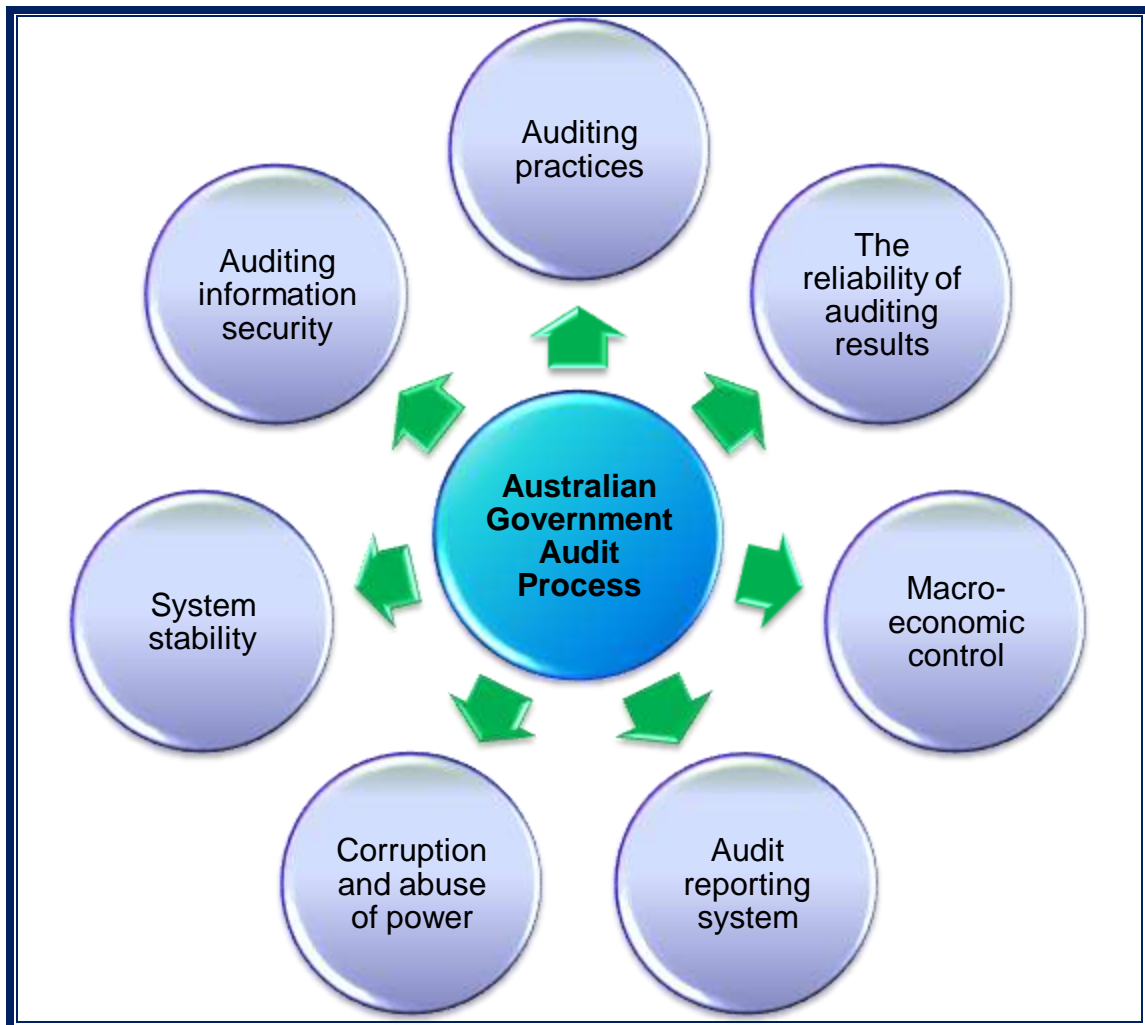 Auditing
practices
The
reliability of
auditing
results
Macro-
economic
control
Audit
reporting
system
Corruption
and abuse
of power
System
stability
Auditing
information
security
Australian
Government
Audit
Process